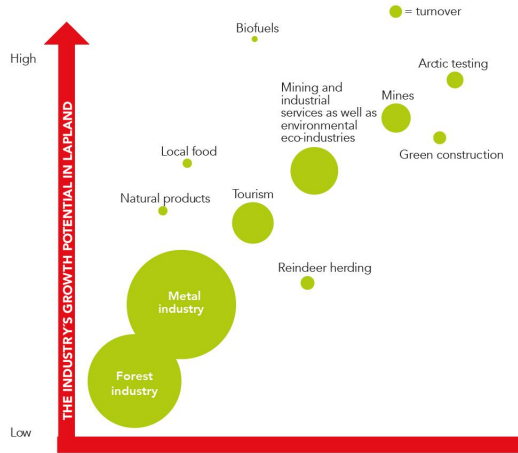 = turnover
Biofuels
High
Arctic testing
Mining and
industrial
services as well as
environmental
eco-industries
Mines
Green construction
Local food
Natural products
Tourism
Reindeer herding
Metal
industry
Forest
industry
THE INDUSTRY'S GROWTH POTENTIAL IN LAPLAND
Low